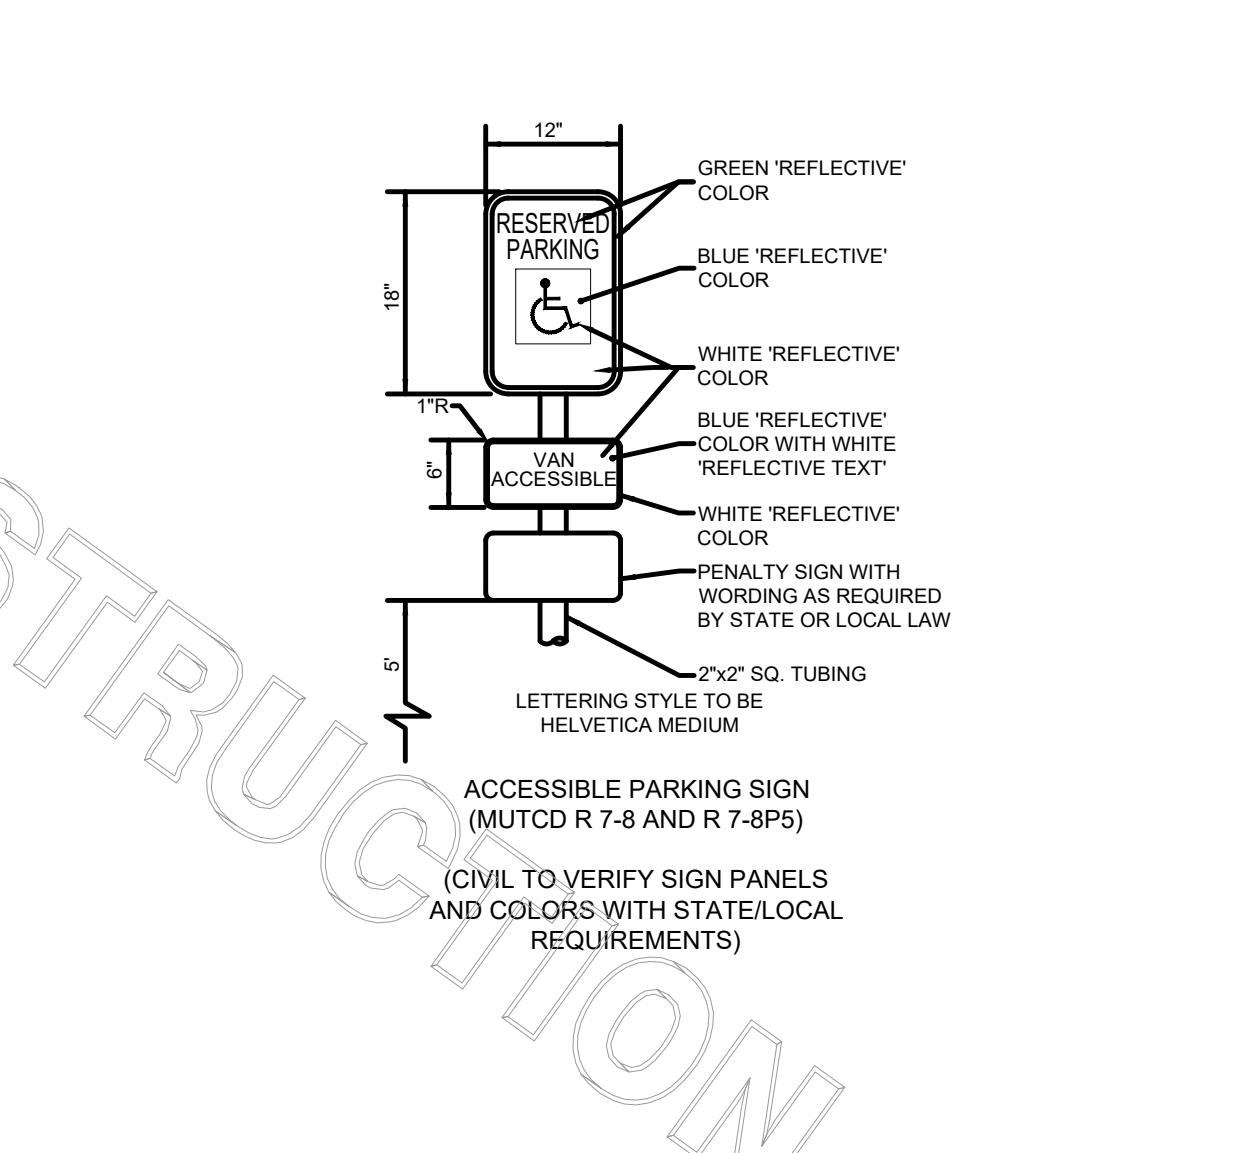 12"
GREEN 'REFLECTIVE'
COLOR
RESERVED
PARKING
BLUE 'REFLECTIVE'
COLOR
18"
WHITE 'REFLECTIVE'
COLOR
1"R
BLUE 'REFLECTIVE'
COLOR WITH WHITE
'REFLECTIVE TEXT'
6"
VAN
ACCESSIBLE
WHITE 'REFLECTIVE'
COLOR
PENALTY SIGN WITH
WORDING AS REQUIRED
BY STATE OR LOCAL LAW
5'
2"x2" SQ. TUBING
LETTERING STYLE TO BE
HELVETICA MEDIUM
ACCESSIBLE PARKING SIGN
(MUTCD R 7-8 AND R 7-8P5)
(CIVIL TO VERIFY SIGN PANELS
AND COLORS WITH STATE/LOCAL
REQUIREMENTS)
STRUCTION